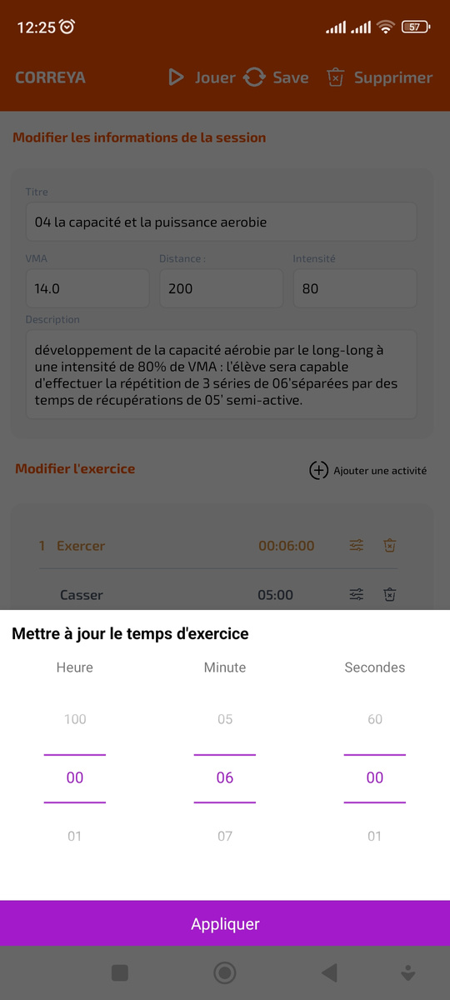 12:25
57
CORREYA
Jouer
Save
Supprimer
Modifier les informations de la session
Titre
04 la capacité et la puissance aerobie
VMA
Distance :
Intensité
14.0
200
80
Description
développement de la capacité aérobie par le long-long à
une intensité de 80% de VMA : l'élève sera capable
d'effectuer la répétition de 3 séries de 06'séparées par des
temps de récupérations de 05' semi-active.
Modifier l'exercice
Ajouter une activité
1 Exercer 00:06:00
Casser 05:00
Mettre à jour le temps d'exercice
Heure Minute Secondes
100 05 60
00 06 00
01 07 01
Appliquer